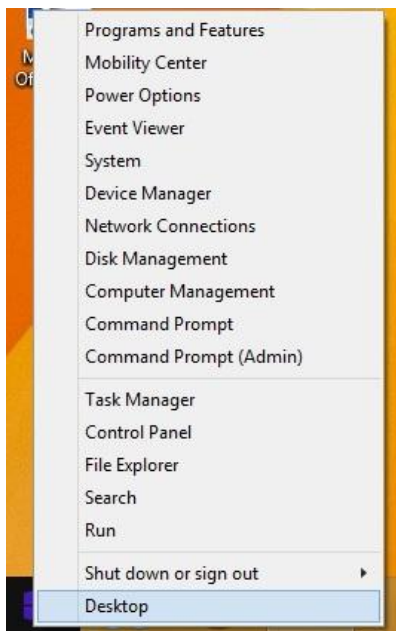 Programs and Features
Mobility Center
Power Options
Event Viewer
System
Device Manager
Network Connections
Disk Management
Computer Management
Command Prompt
Command Prompt (Admin)
Task Manager
Control Panel
File Explorer
Search
Run
Shut down or sign out
Desktop